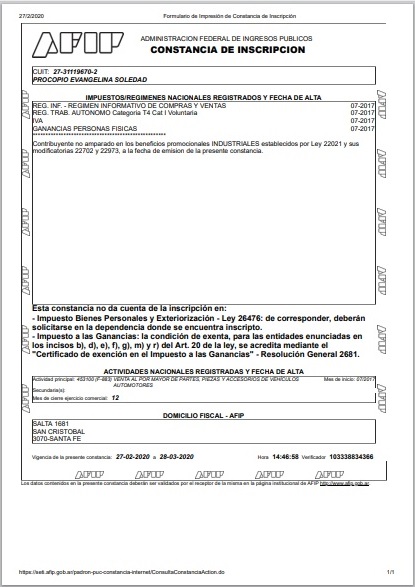 27/2/2020 Formulario de Impresión de Constancia de Inscripción
AFIP
ADMINISTRACION FEDERAL DE INGRESOS PUBLICOS
CONSTANCIA DE INSCRIPCION
CUIT: 27-31119670-2
PROCOPIO EVANGELINA SOLEDAD
IMPUESTOS/REGIMENES NACIONALES REGISTRADOS Y FECHA DE ALTA
REG. INF. - REGIMEN INFORMATIVO DE COMPRAS Y VENTAS 07-2017
REG. TRAB. AUTONOMO Categoria T4 Cat I Voluntaria 07-2017
IVA 07-2017
GANANCIAS PERSONAS FISICAS 07-2017
Contribuyente no amparado en los beneficios promocionales INDUSTRIALES establecidos por Ley 22021 y sus
modificatorias 22702 y 22973, a la fecha de emision de la presente constancia.
Esta constancia no da cuenta de la inscripción en:
- Impuesto Bienes Personales y Exteriorización - Ley 26476: de corresponder, deberán
solicitarse en la dependencia donde se encuentra inscripto.
- Impuesto a las Ganancias: la condición de exenta, para las entidades enunciadas en
los incisos b), d), e), f), g), m) y r) del Art. 20 de la ley, se acredita mediante el
"Certificado de exención en el Impuesto a las Ganancias" - Resolución General 2681.
ACTIVIDADES NACIONALES REGISTRADAS Y FECHA DE ALTA
Actividad principal: 453100 (F-883) VENTA AL POR MAYOR DE PARTES, PIEZAS Y ACCESORIOS DE VEHÍCULOS Mes de inicio: 07/2017
AUTOMOTORES
Secundaria(s):
Mes de cierre ejercicio comercial: 12
DOMICILIO FISCAL - AFIP
SALTA 1681
SAN CRISTOBAL
3070-SANTA FE
Vigencia de la presente constancia: 27-02-2020 a 28-03-2020 Hora 14:46:58 Verificador 103338834366
AFIP AFIP AFIP AFIP AFIP
Los datos contenidos en la presente constancia deberán ser validados por el receptor de la misma en la página institucional de AFIP http://www.afip.gob.ar.
https://seti.afip.gob.ar/padron-puc-constancia-internet/ConsultaConstanciaAction.do 1/1